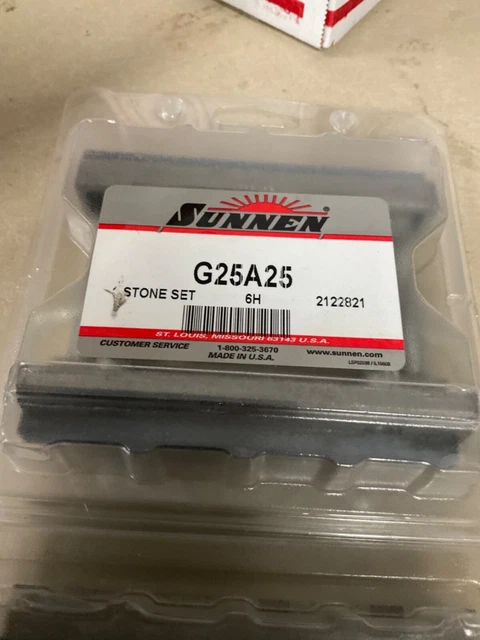 SUNNEN®
G25A25
STONE SET 6H 2122821
ST. LOUIS, MISSOURI 63143 U.S.A.
CUSTOMER SERVICE 1-800-325-3670 www.sunnen.com
MADE IN U.S.A.